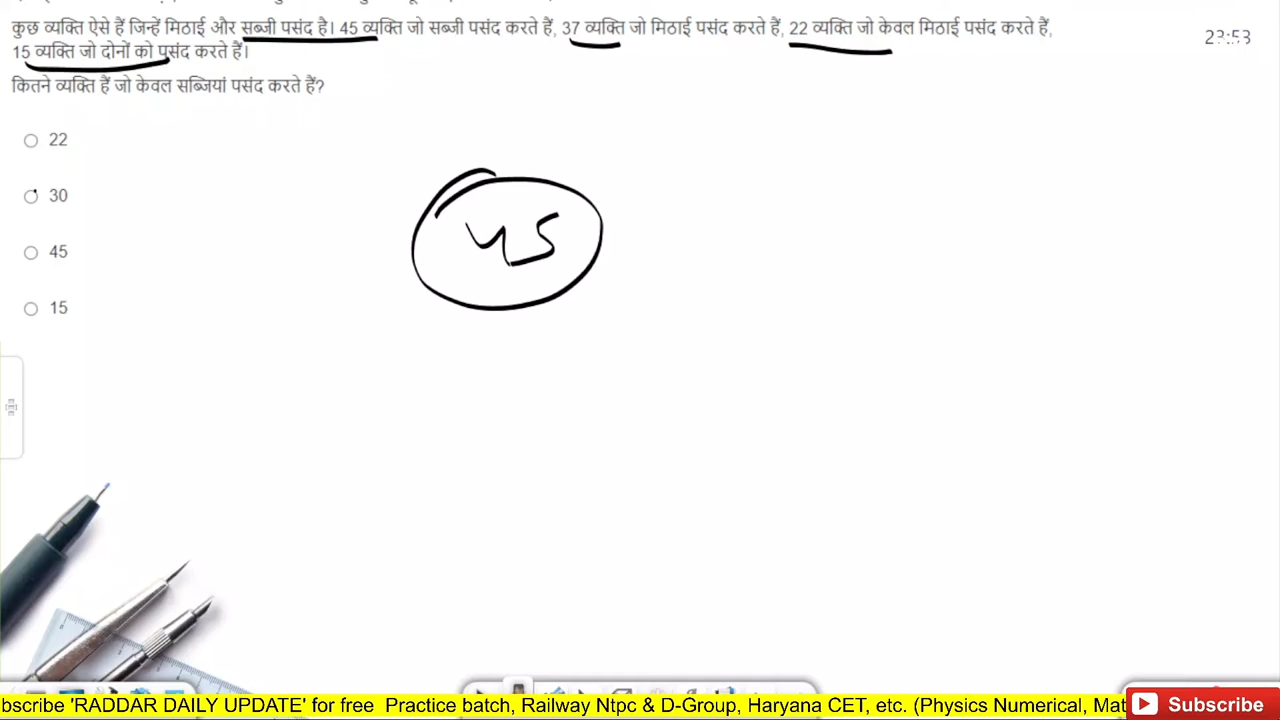 कुछ व्यक्ति ऐसे हैं जिन्हें मिठाई और सब्जी पसंद है। 45 व्यक्ति जो सब्जी पसंद करते हैं, 37 व्यक्ति जो मिठाई पसंद करते हैं, 22 व्यक्ति जो केवल मिठाई पसंद करते हैं,
23:53
15 व्यक्ति जो दोनों को पसंद करते हैं।
कितने व्यक्ति हैं जो केवल सब्जियां पसंद करते हैं?
22
30
45
45
15
bscribe 'RADDAR DAILY UPDATE' for free Practice batch, Railway Ntpc & D-Group, Haryana CET, etc. (Physics Numerical, Mat
Subscribe